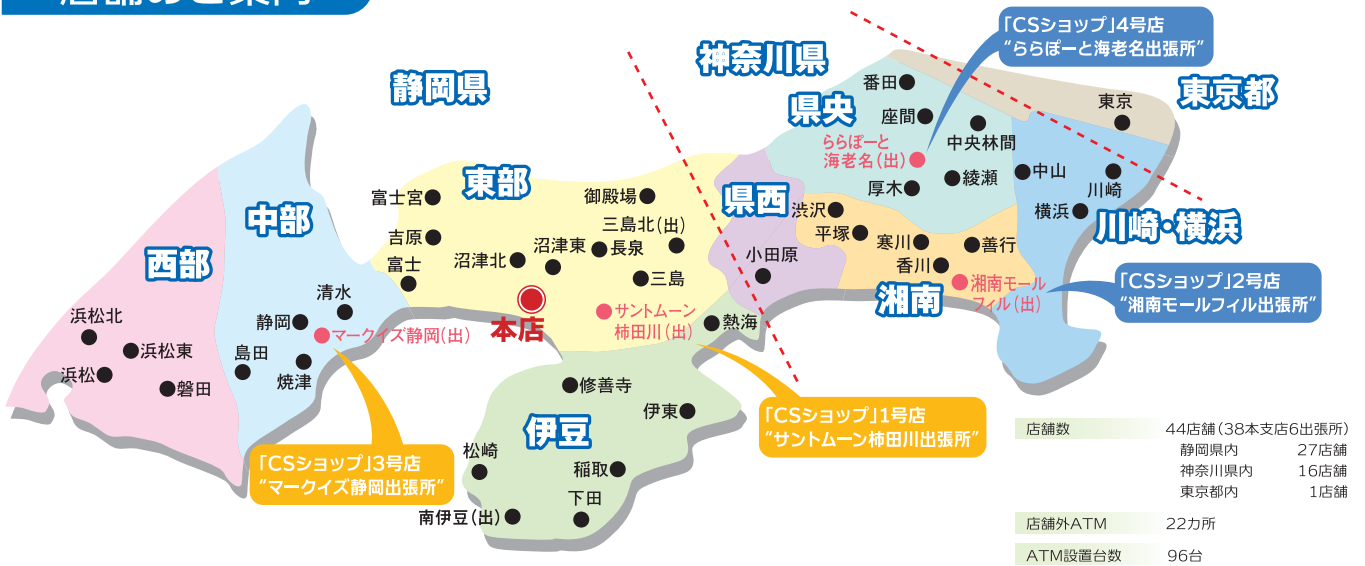 店舗のご案内
「CSショップ」4号店
“ららぽーと海老名出張所”
神奈川県
静岡県
東京都
県央
番田
座間
東京
ららぽーと
海老名(出)
中央林間
厚木
綾瀬
中山
川崎
横浜
川崎・横浜
東部
富士宮
御殿場
県西
渋沢
三島北(出)
吉原
沼津東
長泉
平塚
寒川
善行
中部
西部
富士
沼津北
三島
小田原
香川
湘南モール
フィル(出)
湘南
「CSショップ」2号店
“湘南モールフィル出張所”
清水
静岡
マークイズ静岡(出)
本店
サントムーン
柿田川(出)
熱海
浜松北
浜松東
浜松
磐田
島田
焼津
修善寺
伊東
伊豆
「CSショップ」1号店
“サントムーン柿田川出張所”
松崎
稲取
下田
南伊豆(出)
「CSショップ」3号店
“マークイズ静岡出張所”
店舗数 44店舗(38本支店6出張所)
静岡県内 27店舗
神奈川県内 16店舗
東京都内 1店舗
店舗外ATM 22カ所
ATM設置台数 96台